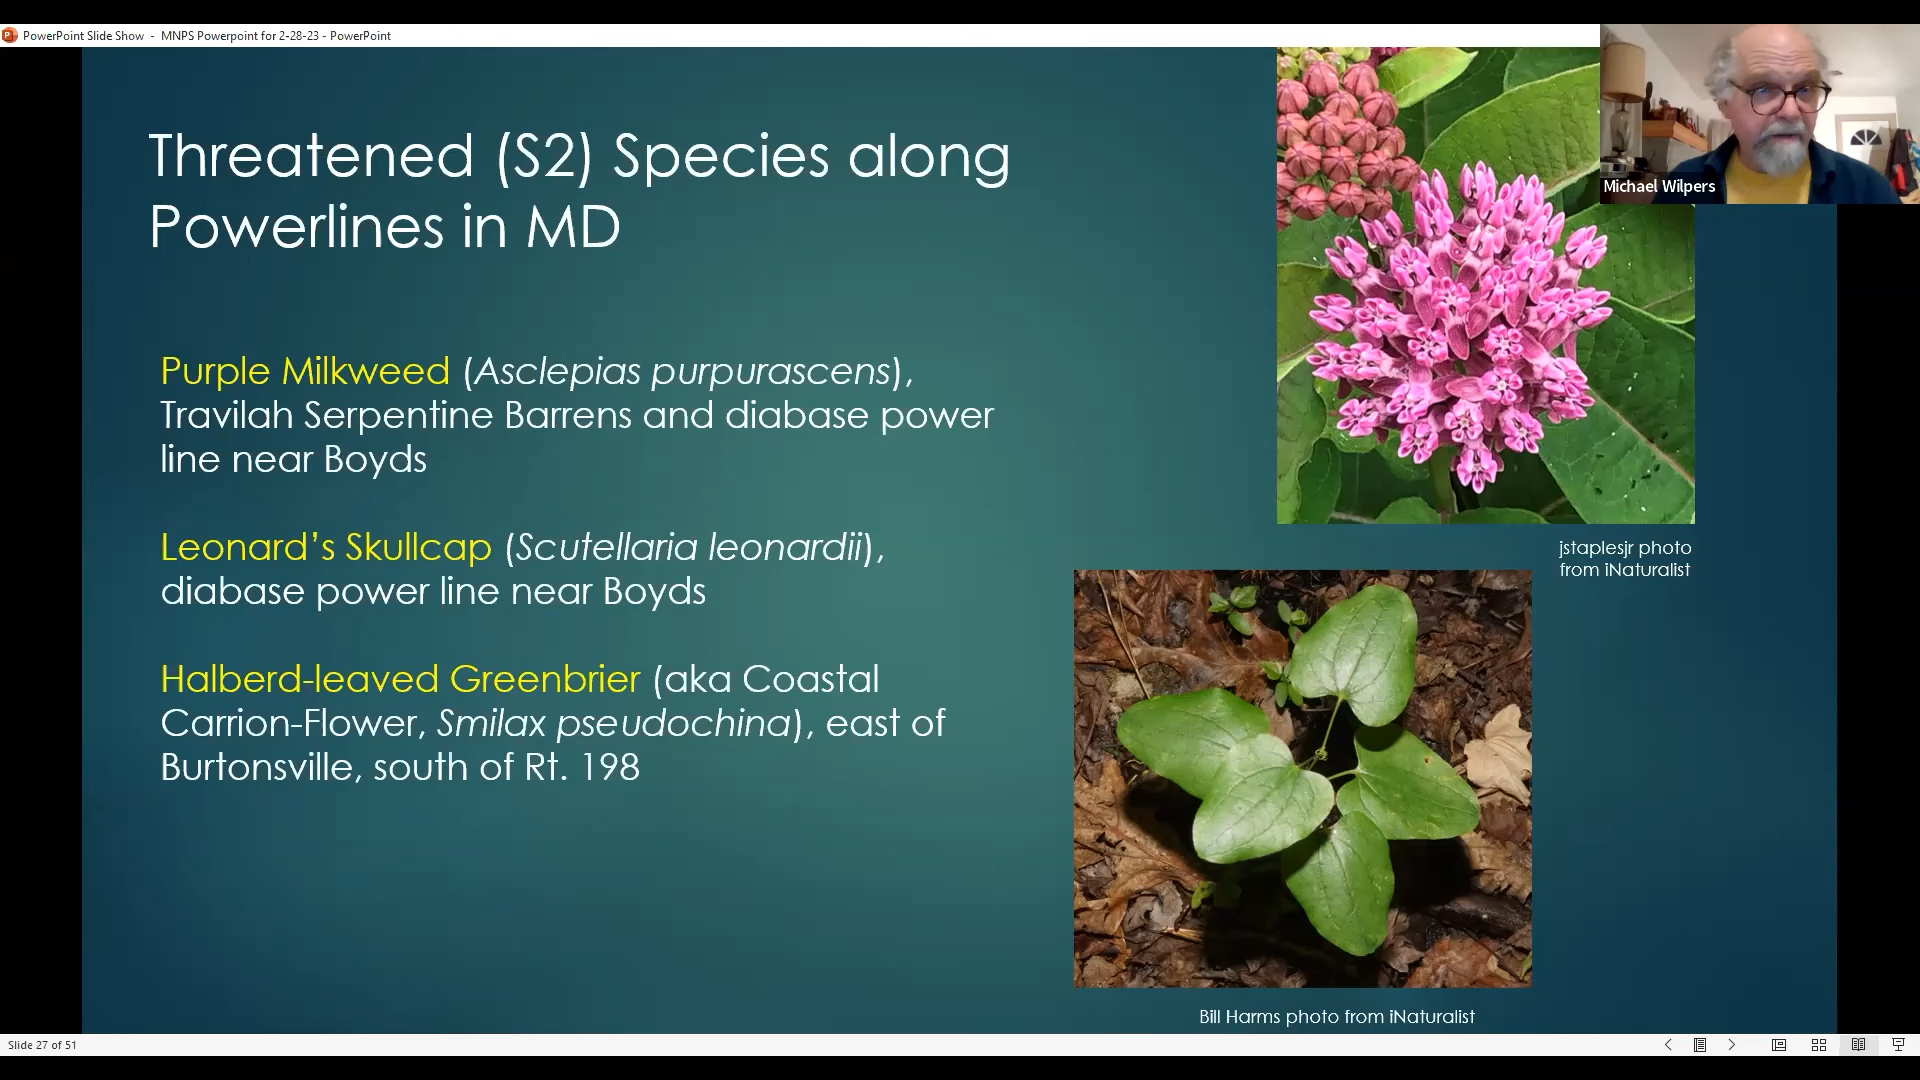 PowerPoint Slide Show - MNPS Powerpoint for 2-28-23 - PowerPoint
Michael Wilpers
Threatened (S2) Species along
Powerlines in MD
Purple Milkweed (Asclepias purpurascens),
Travilah Serpentine Barrens and diabase power
line near Boyds
Leonard’s Skullcap (Scutellaria leonardii),
diabase power line near Boyds
Halberd-leaved Greenbrier (aka Coastal
Carrion-Flower, Smilax pseudochina), east of
Burtonsville, south of Rt. 198
jstaplesjr photo
from iNaturalist
Bill Harms photo from iNaturalist
Slide 27 of 51